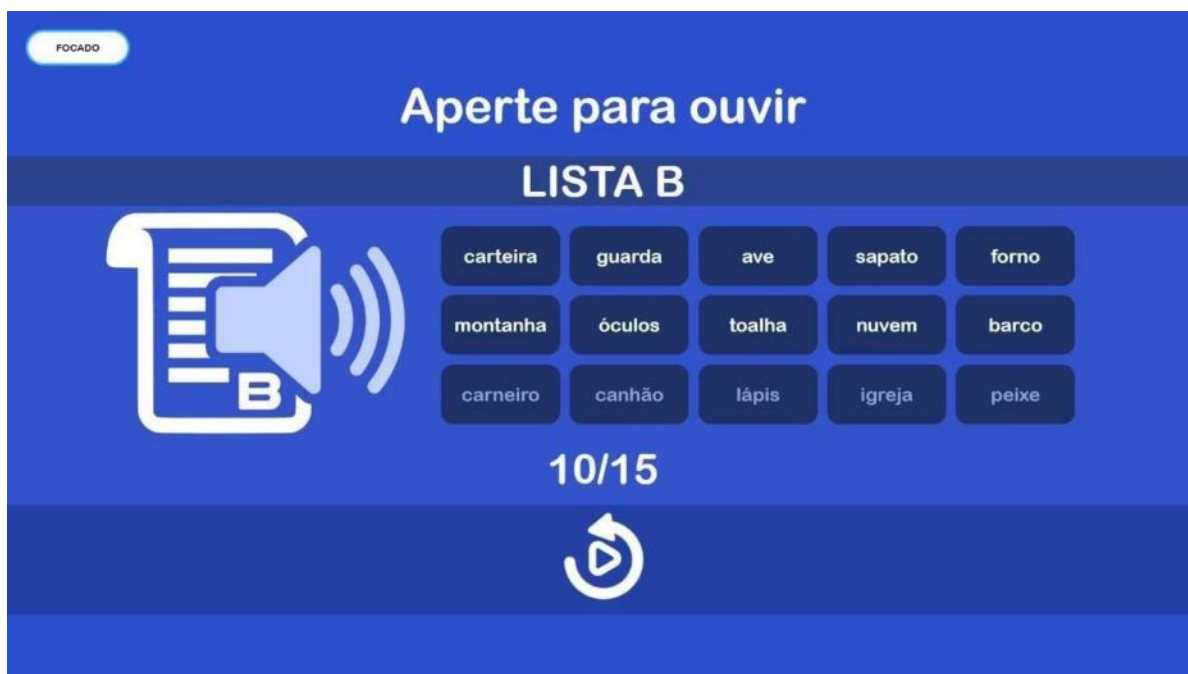 FOCADO
Aperte para ouvir
LISTA B
carteira guarda ave sapato forno
montanha óculos toalha nuvem barco
carneiro canhão lápis igreja peixe
B
10/15